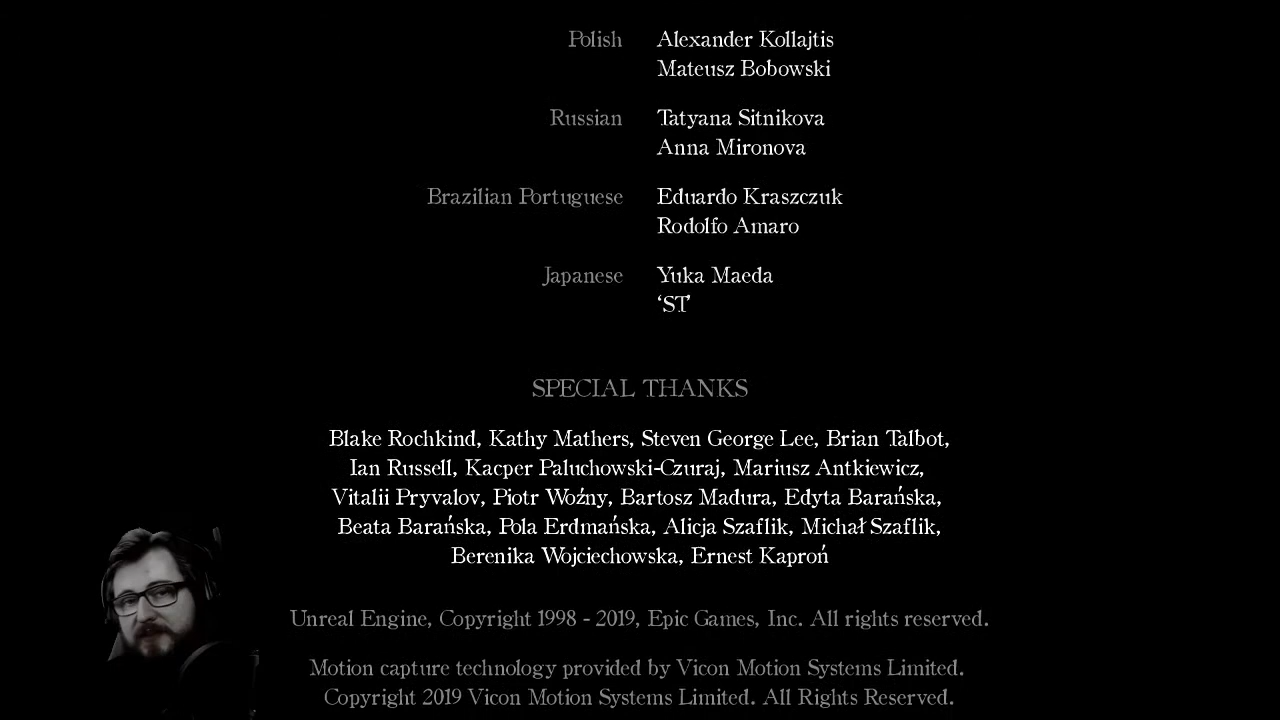 Polish Alexander Kollajtis
Mateusz Bobowski
Russian Tatyana Sitnikova
Anna Mironova
Brazilian Portuguese Eduardo Kraszczuk
Rodolfo Amaro
Japanese Yuka Maeda
‘ST’
SPECIAL THANKS
Blake Rochkind, Kathy Mathers, Steven George Lee, Brian Talbot,
Ian Russell, Kacper Paluchowski-Czuraj, Mariusz Antkiewicz,
Vitalii Pryvalov, Piotr Woźny, Bartosz Madura, Edyta Barańska,
Beata Barańska, Pola Erdmańska, Alicja Szaflik, Michał Szaflik,
Berenika Wojciechowska, Ernest Kaproń
Unreal Engine, Copyright 1998 - 2019, Epic Games, Inc. All rights reserved.
Motion capture technology provided by Vicon Motion Systems Limited.
Copyright 2019 Vicon Motion Systems Limited. All Rights Reserved.